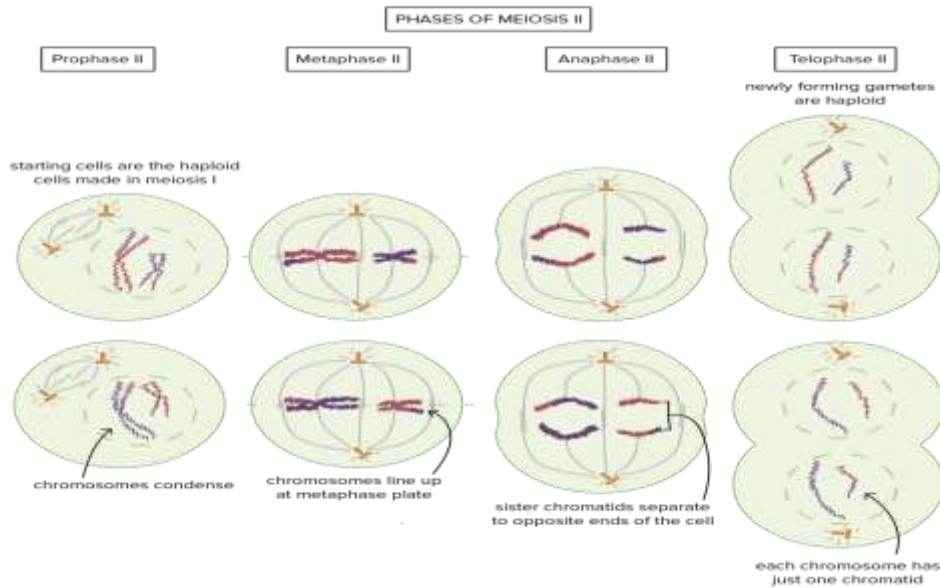 PHASES OF MEIOSIS II
Prophase II
Metaphase II
Anaphase II
Telophase II
newly forming gametes
are haploid
starting cells are the haploid
cells made in meiosis I
chromosomes condense
chromosomes line up
at metaphase plate
sister chromatids separate
to opposite ends of the cell
each chromosome has
just one chromatid